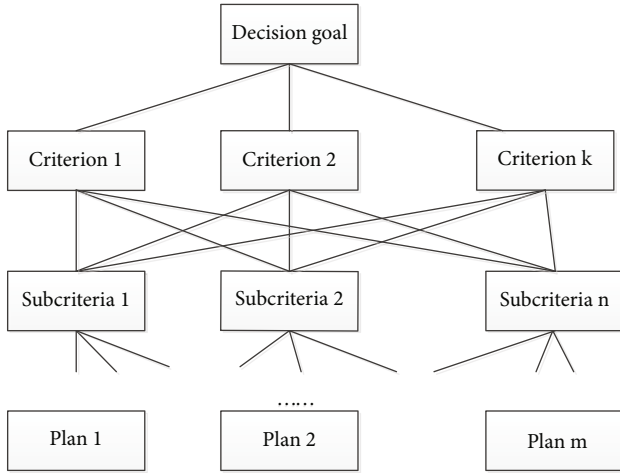 Decision goal
Criterion 1
Criterion 2
Criterion k
Subcriteria 1
Subcriteria 2
Subcriteria n
......
Plan 1
Plan 2
Plan m